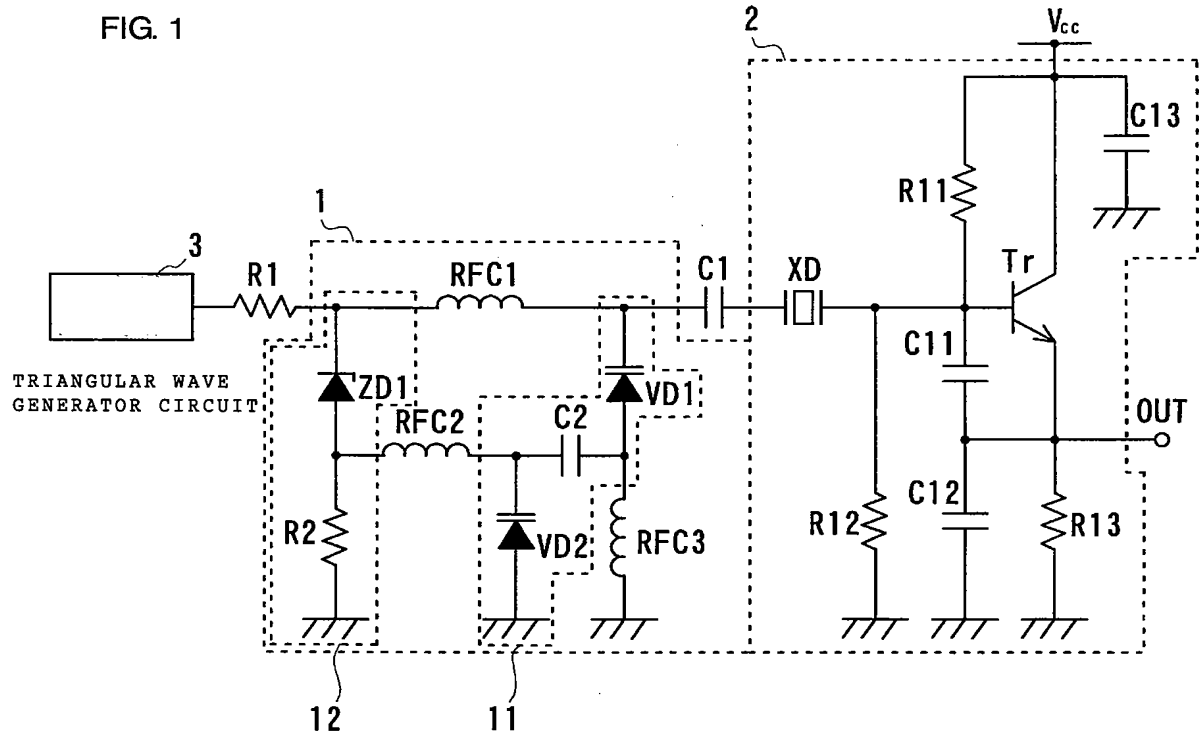 FIG. 1
2
Vcc
C13
R11
1
3
R1
RFC1
C1
XD
Tr
C11
TRIANGULAR WAVE
GENERATOR CIRCUIT
ZD1
VD1
RFC2
C2
OUT
C12
R2
VD2
RFC3
R12
R13
12
11